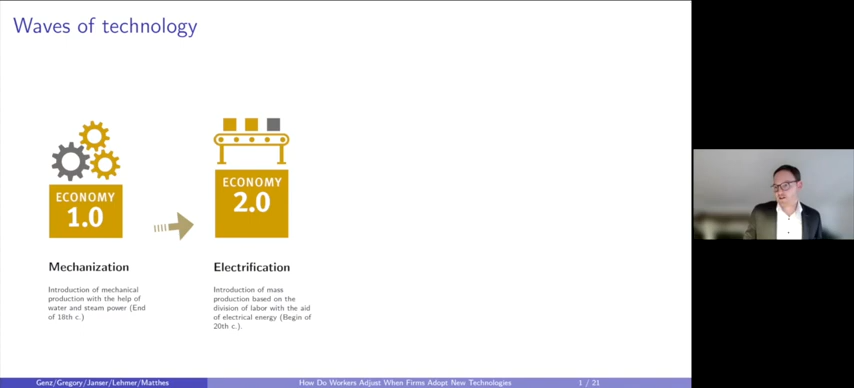 Waves of technology
ECONOMY
1.0
Mechanization
Introduction of mechanical
production with the help of
water and steam power (End
of 18th c.)
ECONOMY
2.0
Electrification
Introduction of mass
production based on the
division of labor with the aid
of electrical energy (Begin of
20th c.).
Genz/Gregory/Janser/Lehmer/Matthes
How Do Workers Adjust When Firms Adopt New Technologies
1 / 21